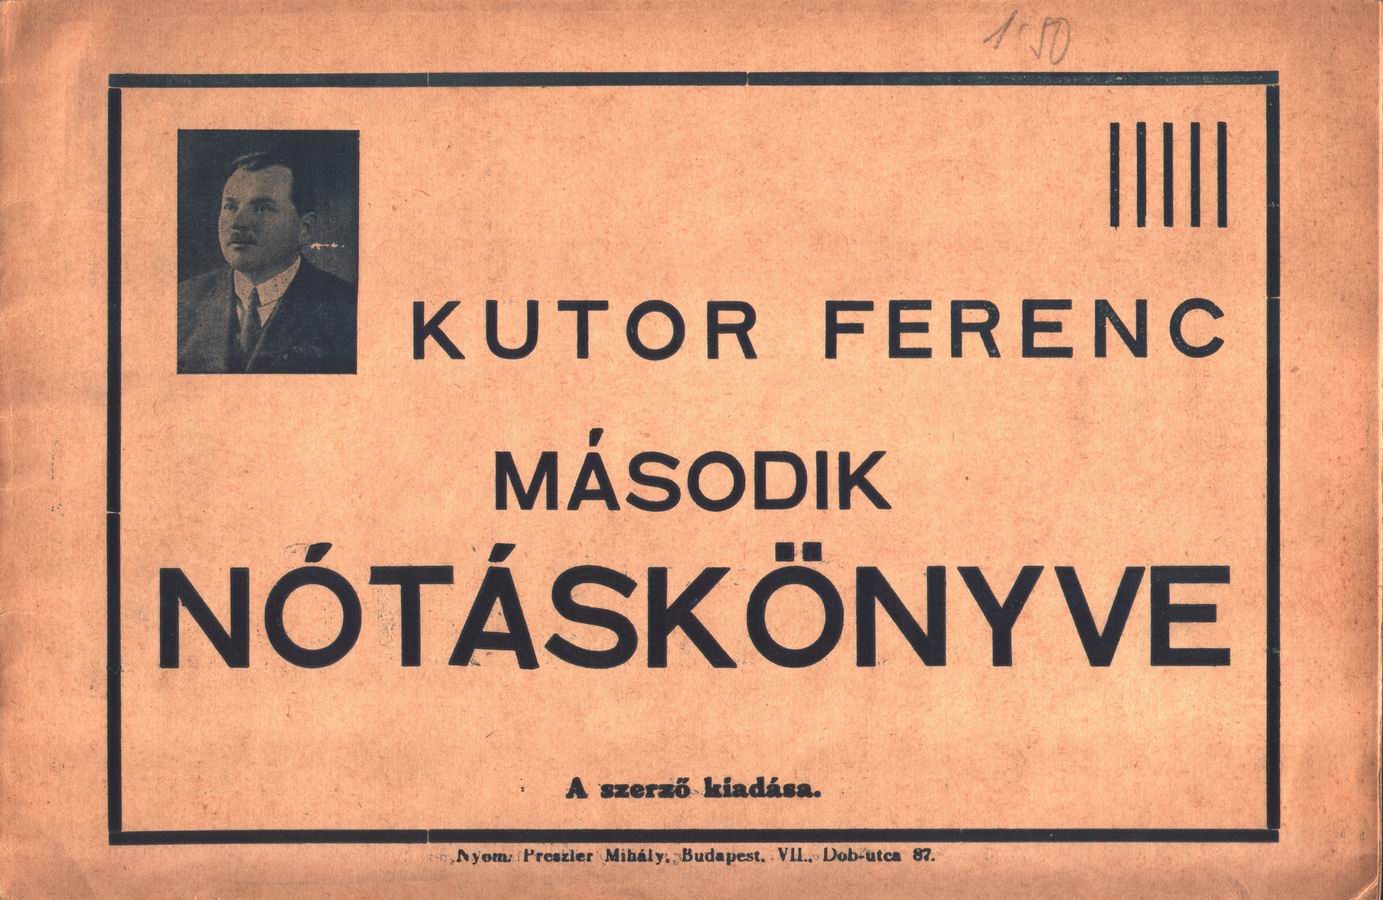 1·50
KUTOR FERENC
MÁSODIK
NÓTÁSKÖNYVE
A szerző kiadása.
Nyom. Preszler Mihály, Budapest, VII., Dob-utca 87.